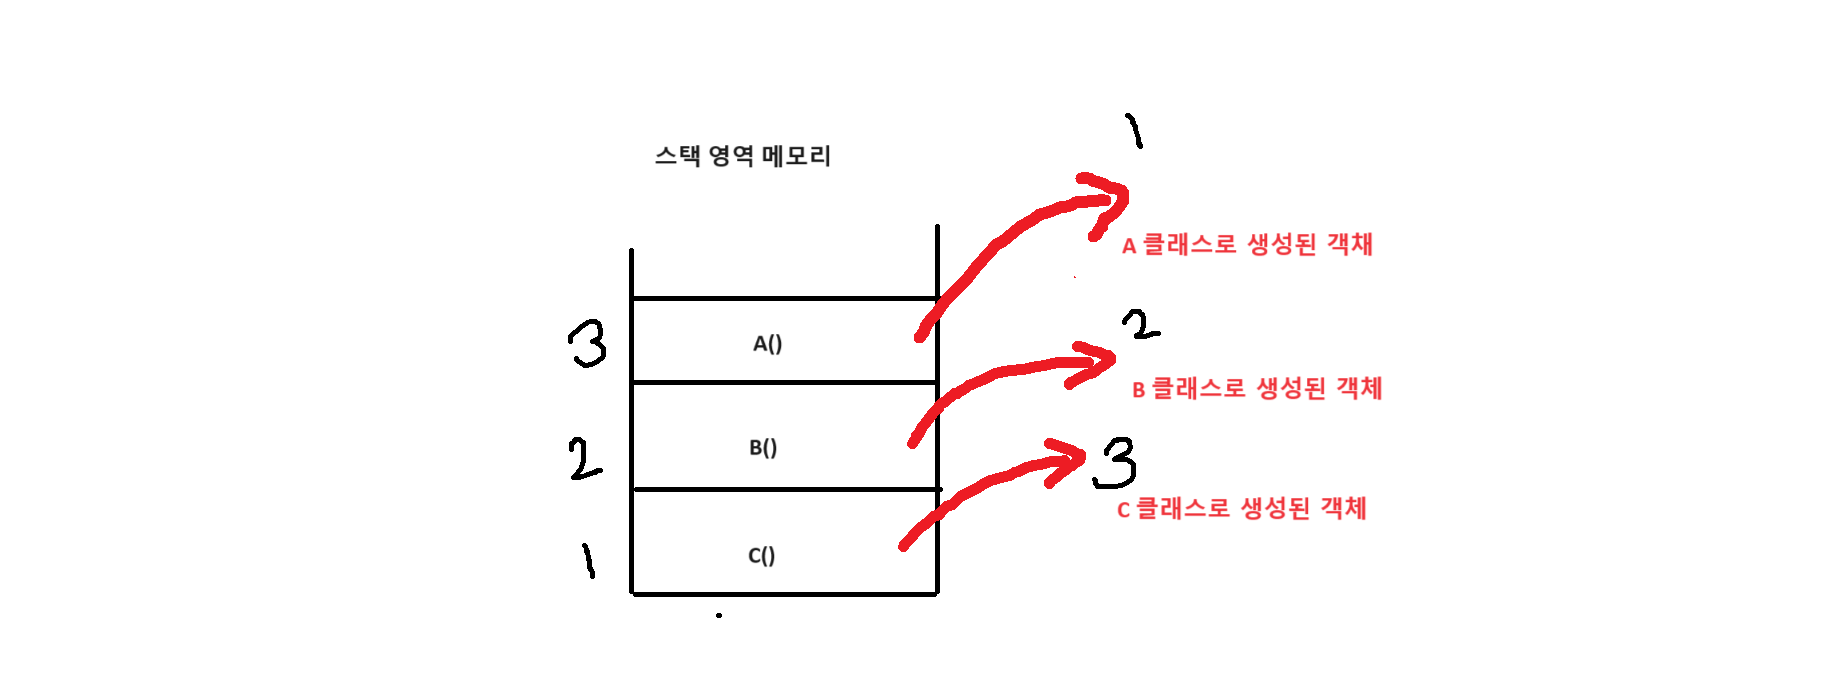 1
스택 영역 메모리
A 클래스로 생성된 객채
2
3
A()
B 클래스로 생성된 객체
2
B()
3
C 클래스로 생성된 객체
1
C()